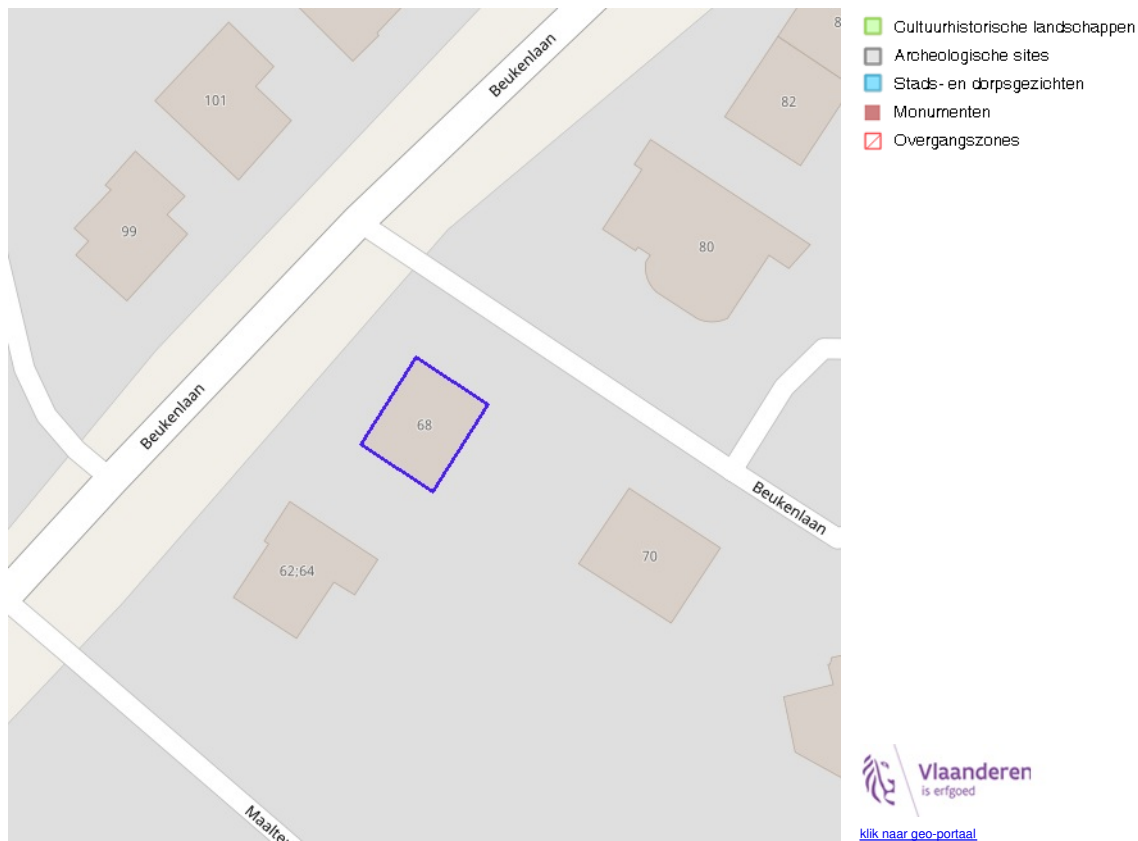 Beukenlaan
8
101
82
99
80
Beukenlaan
68
Beukenlaan
70
62;64
Cultuurhistorische landschappen
Archeologische sites
Stads- en dorpsgezichten
Monumenten
Overgangszones
Vlaanderen
is erfgoed
klik naar geo-portaal